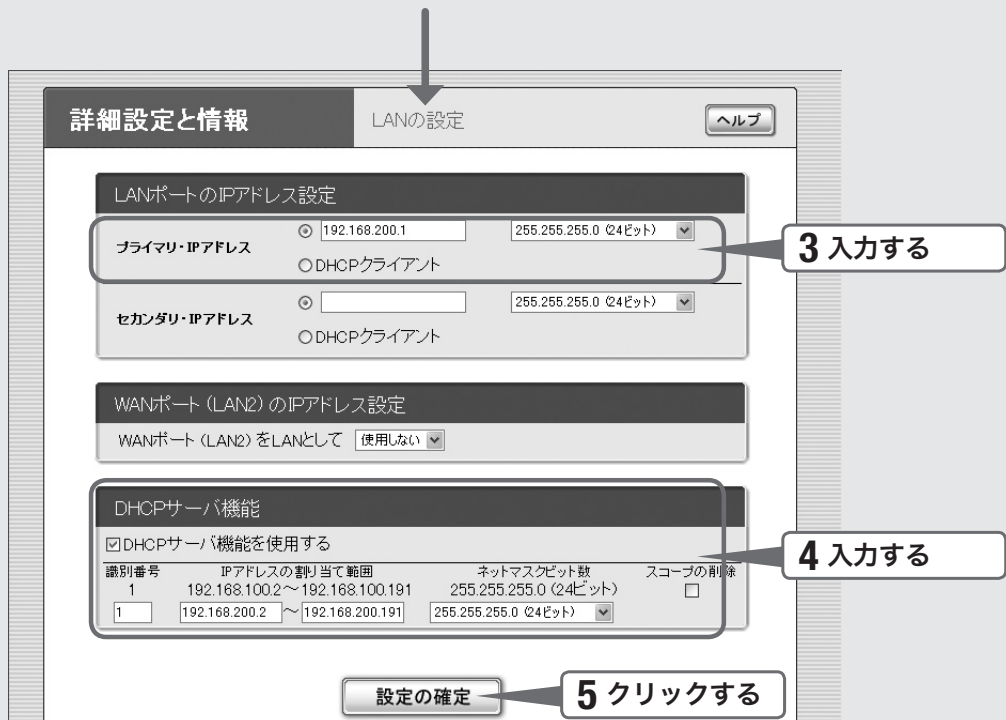 詳細設定と情報 LANの設定 ヘルプ
LANポートのIPアドレス設定
プライマリ・IPアドレス 192.168.200.1 255.255.255.0 (24ビット)
DHCPクライアント
3 入力する
セカンダリ・IPアドレス 255.255.255.0 (24ビット)
DHCPクライアント
WANポート (LAN2) のIPアドレス設定
WANポート (LAN2) をLANとして 使用しない
DHCPサーバ機能
DHCPサーバ機能を使用する
4 入力する
識別番号 IPアドレスの割り当て範囲 ネットマスクビット数 スコープの削除
1 192.168.100.2～192.168.100.191 255.255.255.0 (24ビット)
1 192.168.200.2 ～ 192.168.200.191 255.255.255.0 (24ビット)
設定の確定
5 クリックする